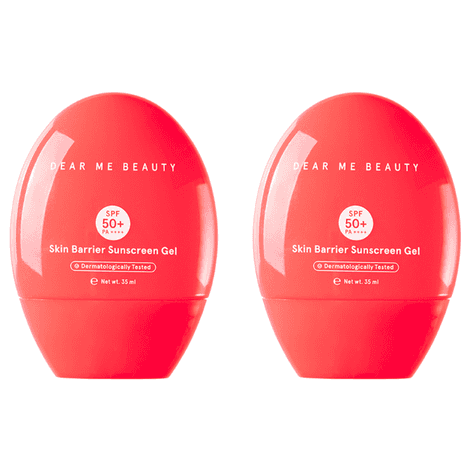 DEAR ME BEAUTY
SPF
50+
PA ++++
Skin Barrier Sunscreen Gel
Dermatologically Tested
℮ Net wt. 35 ml
DEAR ME BEAUTY
SPF
50+
PA ++++
Skin Barrier Sunscreen Gel
Dermatologically Tested
℮ Net wt. 35 ml